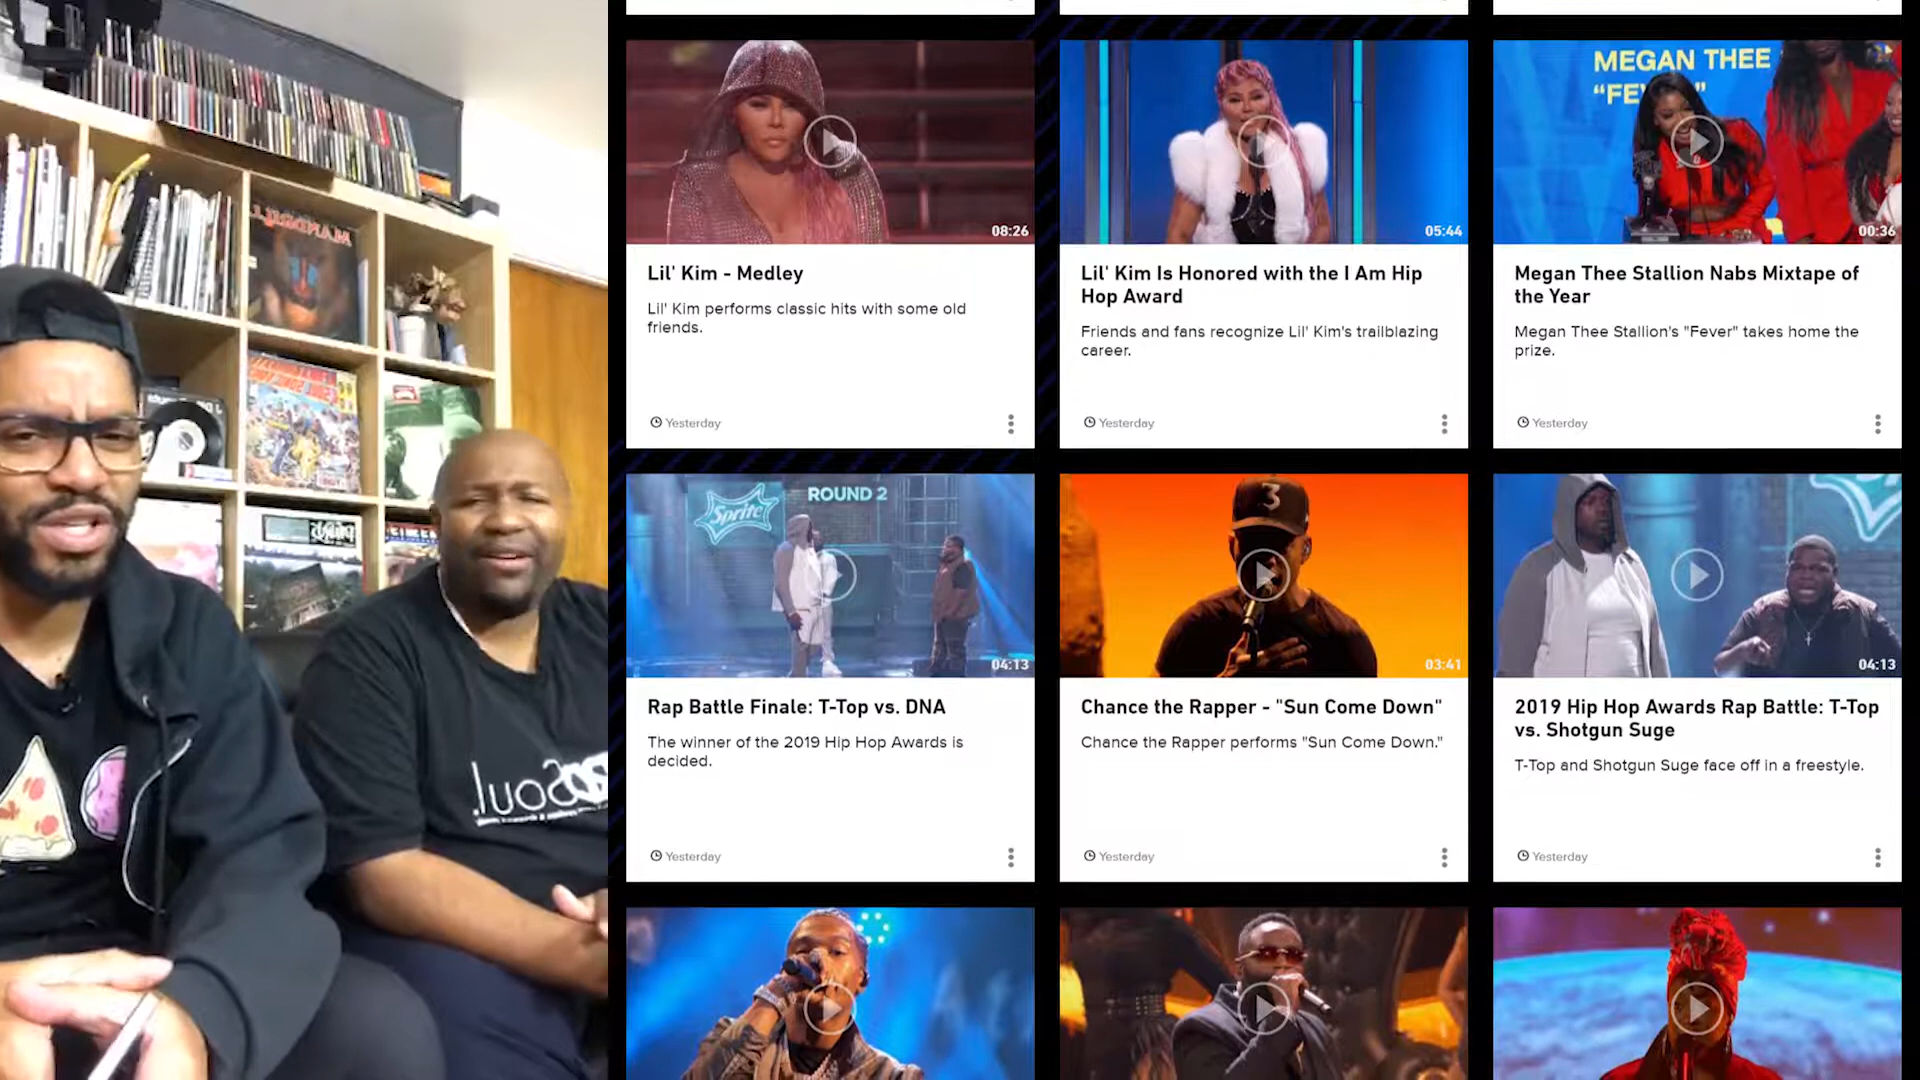 08:26
Lil' Kim - Medley
Lil' Kim performs classic hits with some old
friends.
Yesterday
05:44
Lil' Kim Is Honored with the I Am Hip
Hop Award
Friends and fans recognize Lil' Kim's trailblazing
career.
Yesterday
MEGAN THEE
00:36
Megan Thee Stallion Nabs Mixtape of
the Year
Megan Thee Stallion's "Fever" takes home the
prize.
Yesterday
Sprite
ROUND 2
04:13
Rap Battle Finale: T-Top vs. DNA
The winner of the 2019 Hip Hop Awards is
decided.
Yesterday
3
03:41
Chance the Rapper - "Sun Come Down"
Chance the Rapper performs "Sun Come Down."
Yesterday
04:13
2019 Hip Hop Awards Rap Battle: T-Top
vs. Shotgun Suge
T-Top and Shotgun Suge face off in a freestyle.
Yesterday
MANDRILL
Soul.